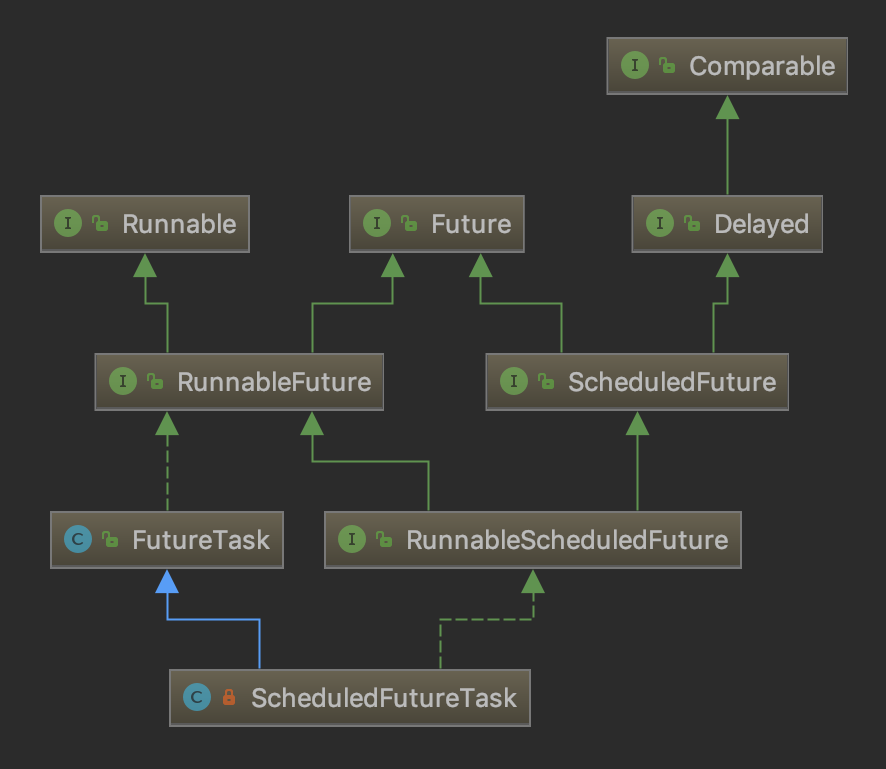 I Comparable
I Runnable
I Future
I Delayed
I RunnableFuture
I ScheduledFuture
C FutureTask
I RunnableScheduledFuture
C ScheduledFutureTask